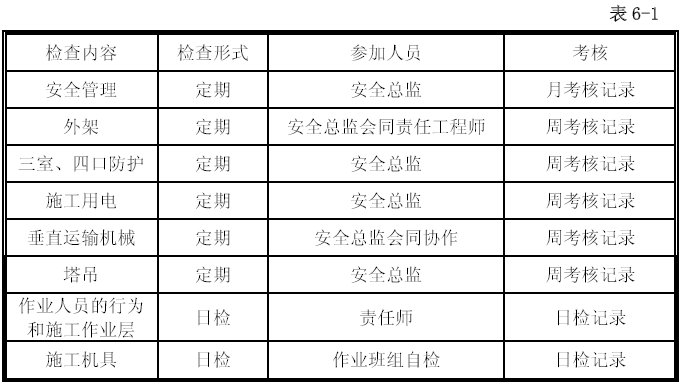 表 6-1
检查内容 检查形式 参加人员 考核
安全管理 定期 安全总监 月考核记录
外架 定期 安全总监会同责任工程师 周考核记录
三室、四口防护 定期 安全总监 周考核记录
施工用电 定期 安全总监 周考核记录
垂直运输机械 定期 安全总监会同协作 周考核记录
塔吊 定期 安全总监 周考核记录
作业人员的行为
和施工作业层 日检 责任师 日检记录
施工机具 日检 作业班组自检 日检记录